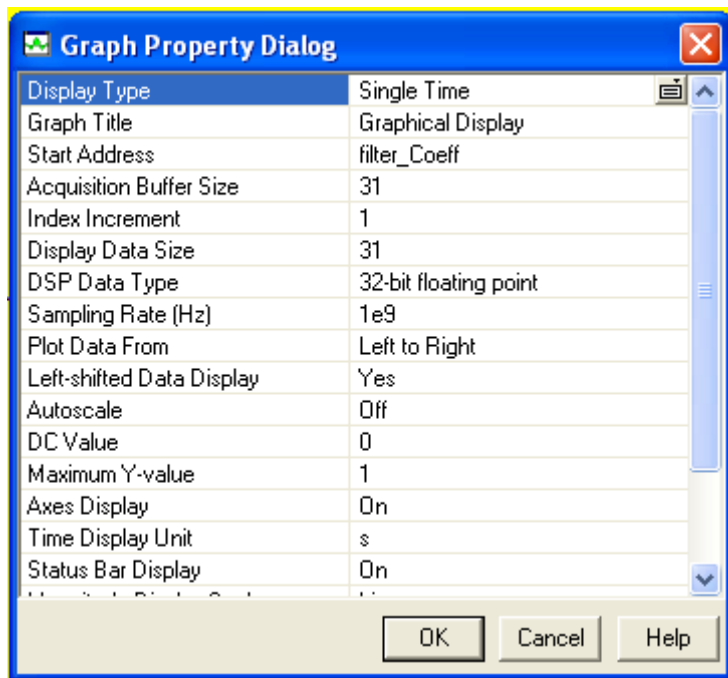 Graph Property Dialog
Display Type Single Time
Graph Title Graphical Display
Start Address filter_Coeff
Acquisition Buffer Size 31
Index Increment 1
Display Data Size 31
DSP Data Type 32-bit floating point
Sampling Rate (Hz) 1e9
Plot Data From Left to Right
Left-shifted Data Display Yes
Autoscale Off
DC Value 0
Maximum Y-value 1
Axes Display On
Time Display Unit s
Status Bar Display On
OK Cancel Help